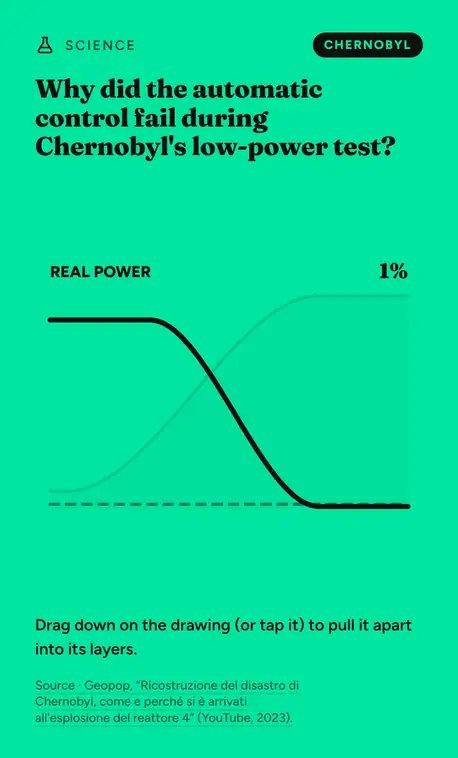 SCIENCE
CHERNOBYL
Why did the automatic
control fail during
Chernobyl's low-power test?
REAL POWER
1%
Drag down on the drawing (or tap it) to pull it apart
into its layers.
Source · Geopop, “Ricostruzione del disastro di
Chernobyl, come e perché si è arrivati
all'esplosione del reattore 4” (YouTube, 2023).